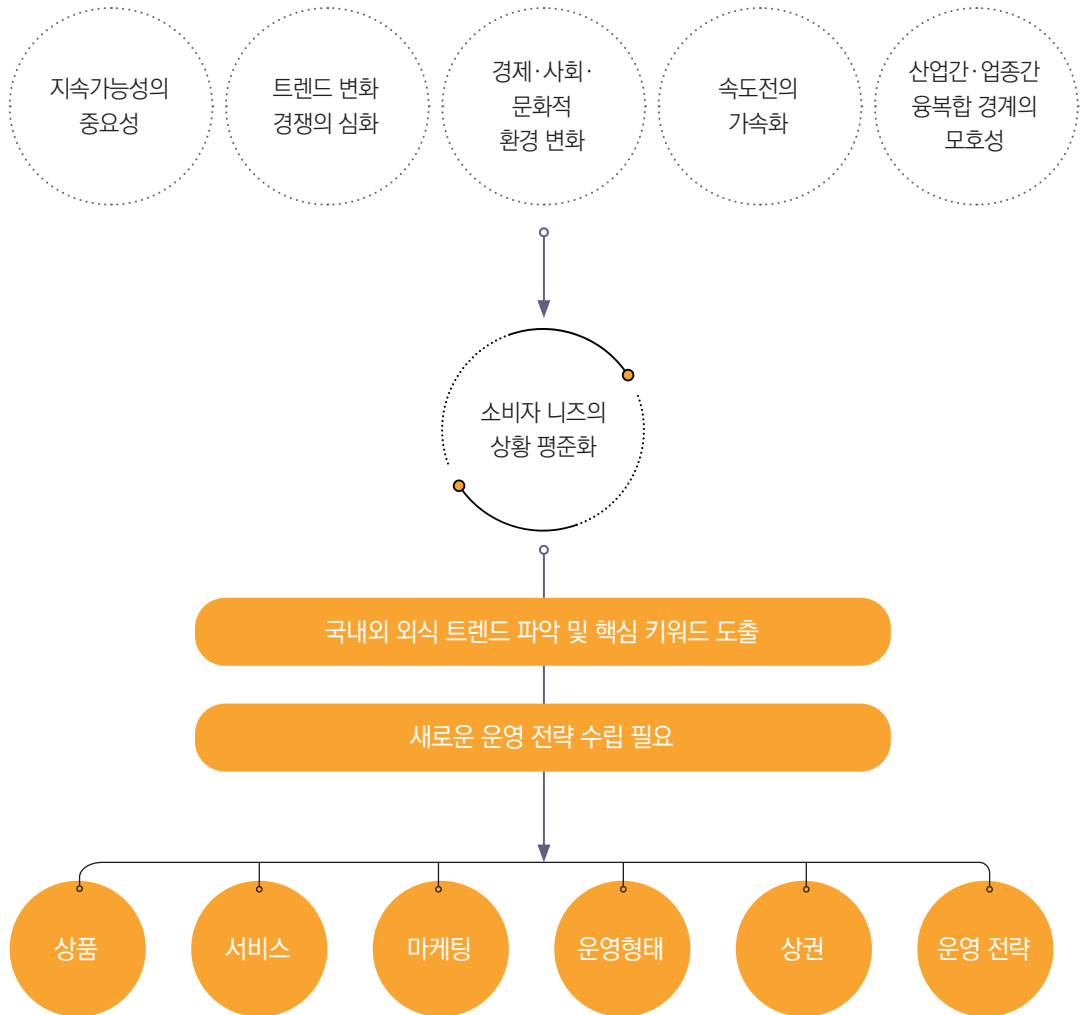 지속가능성의
중요성
트렌드 변화
경쟁의 심화
경제·사회·
문화적
환경 변화
속도전의
가속화
산업간·업종간
융복합 경계의
모호성
소비자 니즈의
상황 평준화
국내외 외식 트렌드 파악 및 핵심 키워드 도출
새로운 운영 전략 수립 필요
상품
서비스
마케팅
운영형태
상권
운영 전략